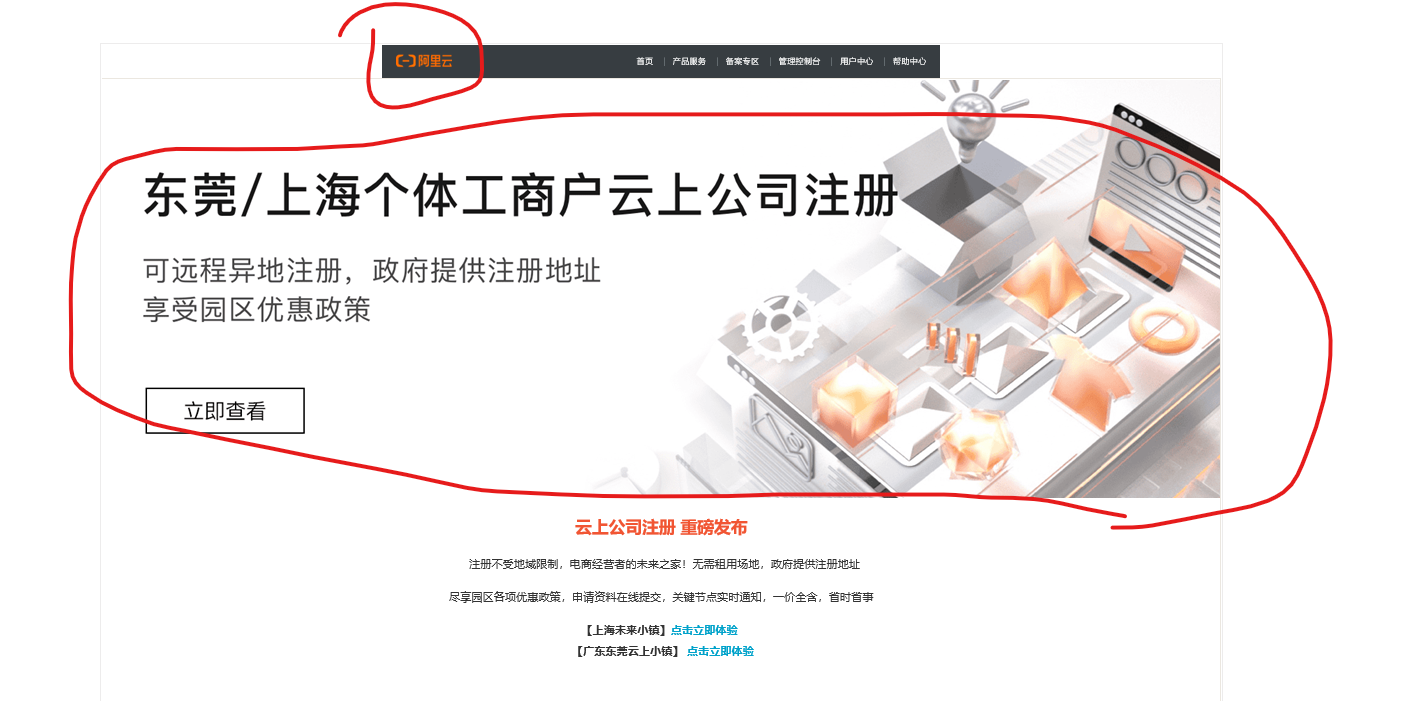 阿里云
首页 产品服务 备案专区 管理控制台 用户中心 帮助中心
东莞/上海个体工商户云上公司注册
可远程异地注册，政府提供注册地址
享受园区优惠政策
立即查看
云上公司注册 重磅发布
注册不受地域限制，电商经营者的未来之家！无需租用场地，政府提供注册地址
尽享园区各项优惠政策，申请资料在线提交，关键节点实时通知，一价全含，省时省事
【上海未来小镇】点击立即体验
【广东东莞云上小镇】 点击立即体验